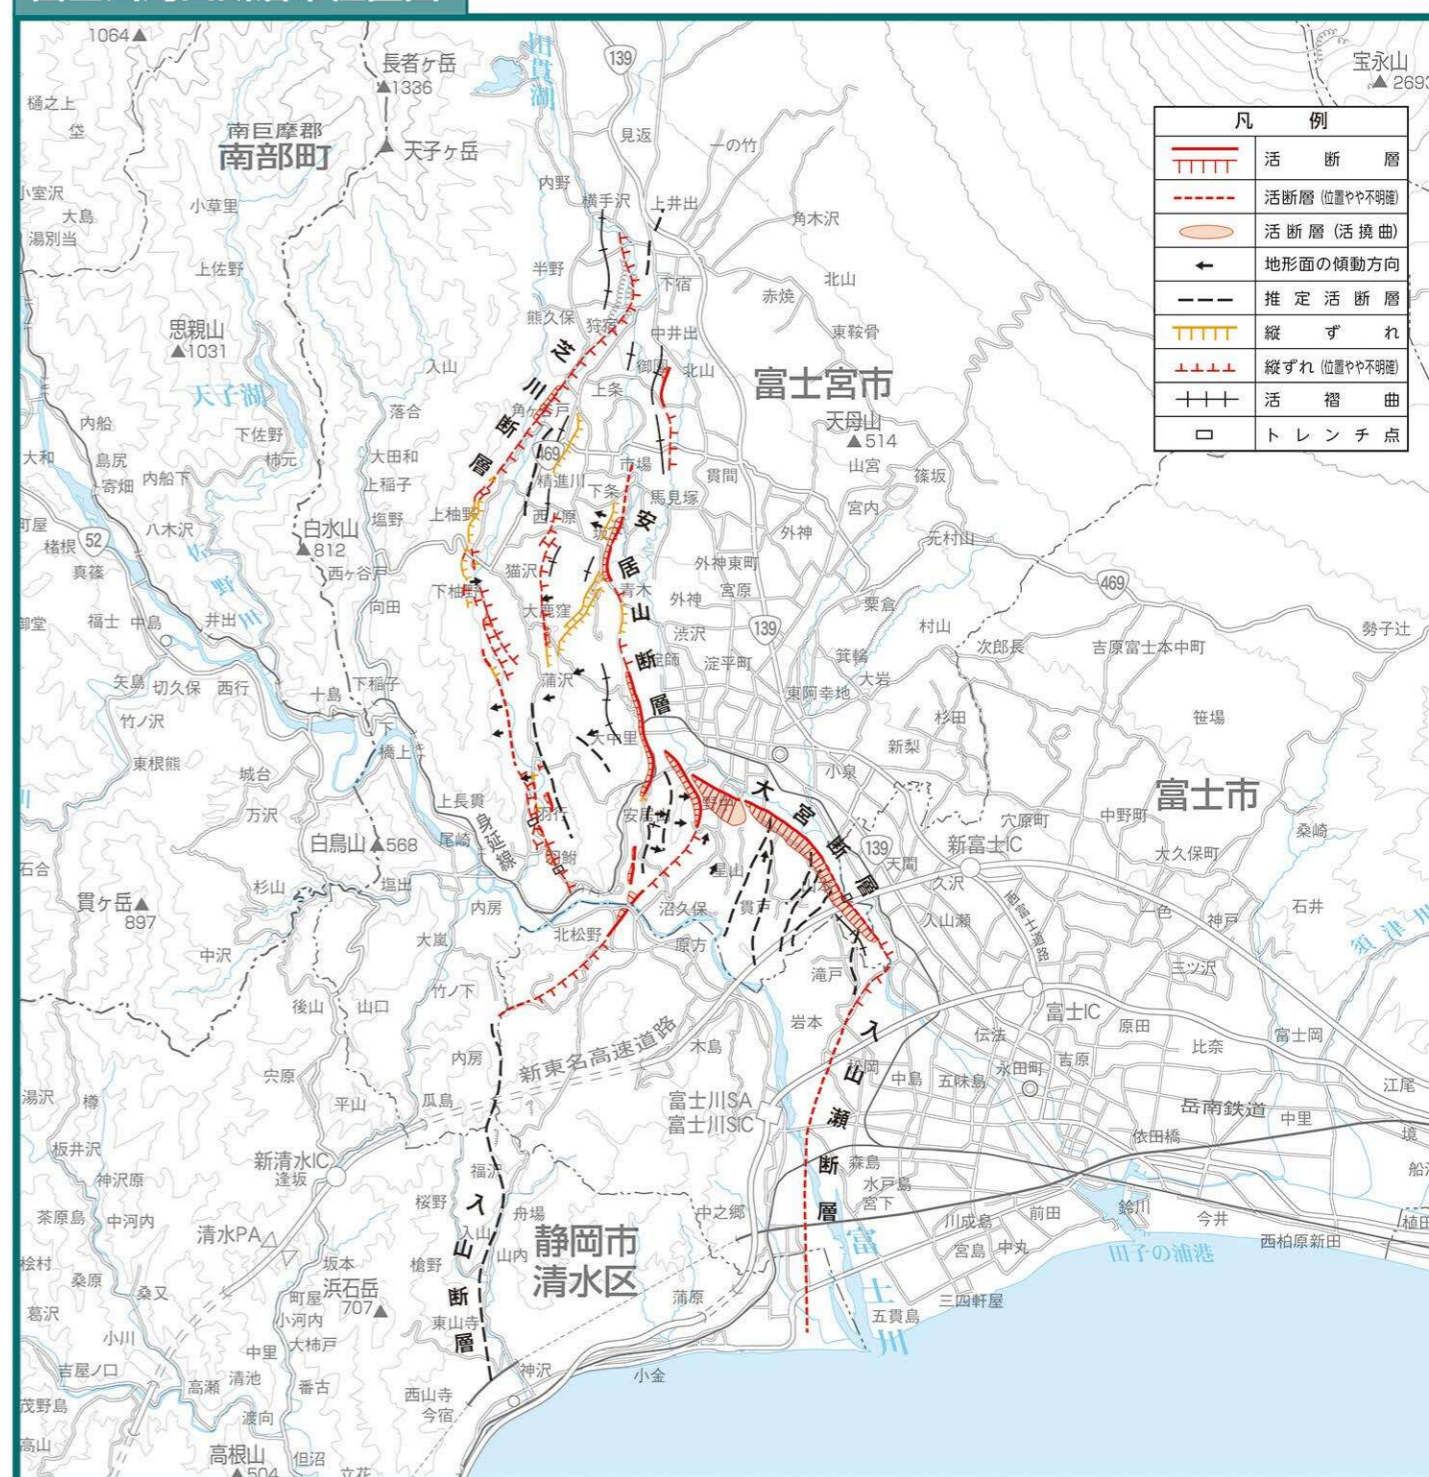 1064
長者ヶ岳
1336
田貫湖
139
宝永山
樋之上
岱
南巨摩郡
南部町
天子ヶ岳
見返
一の竹
凡例
活断層
活断層(位置やや不明確)
活断層(活撓曲)
地形面の傾動方向
推定活断層
縦ずれ
縦ずれ(位置やや不明確)
活褶曲
トレンチ点
小室沢
大島
湯別当
小草里
内野
横手沢
上井出
角木沢
上佐野
半野
下宿
北山
赤焼
思親山
1031
熊久保
狩宿
中井出
東鞍骨
天子湖
入山
芝川断層
御園
北山
富士宮市
上条
角ヶ谷戸
天母山
514
内船
落合
下佐野
柿元
大和
島尻
寄畑
内船下
大田和
上稲子
469
精進川
市場
貫間
山宮
篠坂
下条
馬見塚
宮内
52
楮根
真篠
八木沢
塩野
白水山
812
上柚野
安居山断層
外神
元村山
西ヶ谷戸
猫沢
外神東町
宮原
469
佐野川
下柚野
大鹿窪
青木
外神
粟倉
向田
福士
中島
井出
渋沢
139
村山
次郎長
吉原富士本中町
勢子辻
淀平町
箕輪
大岩
矢島
切久保
西行
十島
下稲子
蒲沢
東阿幸地
竹ノ沢
杉田
笹場
東根熊
橋上
大中里
新梨
小泉
城台
万沢
上長貫
身延線
大宮断層
富士市
穴原町
中野町
桑崎
白鳥山
568
尾崎
139
天間
新富士IC
大久保町
石合
杉山
塩出
星山
久沢
西富士道路
貫ヶ岳
897
内房
沼久保
貫戸
入山瀬
一色
神戸
石井
中沢
大嵐
北松野
原方
滝戸
三ツ沢
須津川
後山
山口
竹ノ下
岩本
富士IC
原田
富士岡
内房
新東名高速道路
木島
入山瀬断層
伝法
比奈
穴原
中島
五味島
永田町
吉原
江尾
湯沢
樽
平山
瓜島
富士川SA
富士川SIC
岳南鉄道
中里
板井沢
新清水IC
逢坂
福沢
依田橋
境
神沢原
桜野
森島
水戸島
宮下
茶原島
中河内
入山
舟場
中之郷
川成島
前田
鈴川
今井
清水PA
静岡市
清水区
富士川
宮島
中丸
田子の浦港
西柏原新田
桑原
桑又
坂本
槍野
山内
浜石岳
707
町屋
小河内
入山断層
蒲原
三四軒屋
五貫島
葛沢
小川
中里
大柿戸
東山寺
吉屋ノ口
高瀬
清池
番古
神沢
小金
茂野島
渡向
西山寺
今宿
高山
高根山
504
但沼
立花